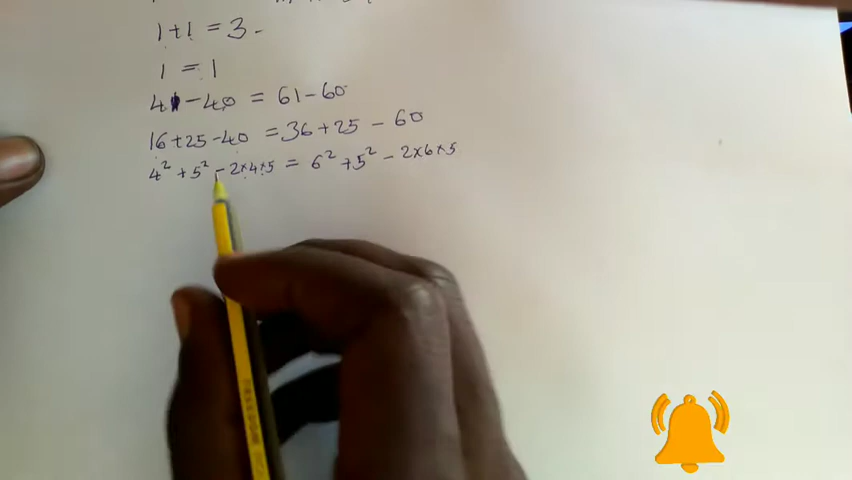 1+1 = 3
1 = 1
41-40 = 61-60
16+25-40 = 36+25-60
4² + 5² - 2×4×5 = 6² + 5² - 2×6×5